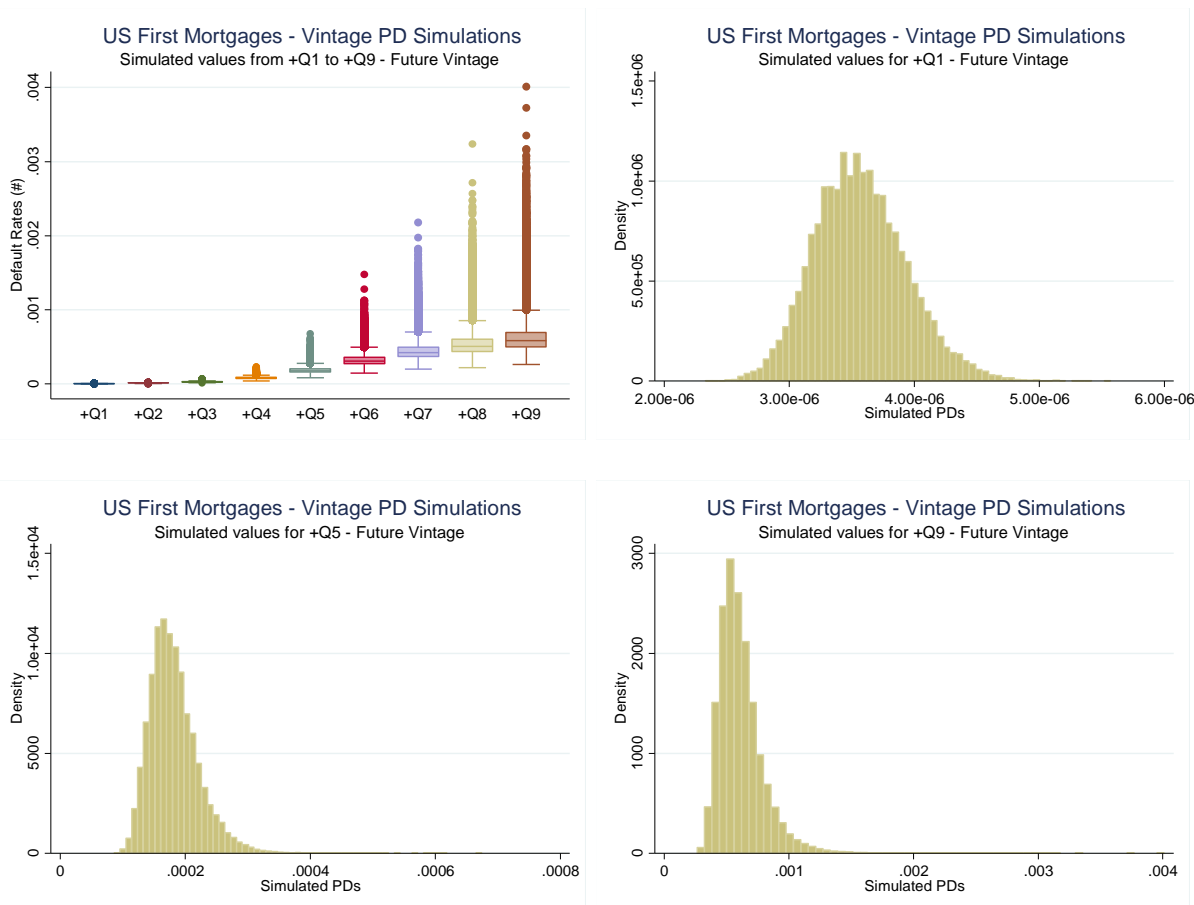 US First Mortgages - Vintage PD Simulations
Simulated values from +Q1 to +Q9 - Future Vintage
Default Rates (#)
.004
.003
.002
.001
0
+Q1 +Q2 +Q3 +Q4 +Q5 +Q6 +Q7 +Q8 +Q9
US First Mortgages - Vintage PD Simulations
Simulated values for +Q1 - Future Vintage
Density
1.5e+06
1.0e+06
5.0e+05
0
2.00e-06 3.00e-06 4.00e-06 5.00e-06 6.00e-06
Simulated PDs
US First Mortgages - Vintage PD Simulations
Simulated values for +Q5 - Future Vintage
Density
1.5e+04
1.0e+04
5000
0
0 .0002 .0004 .0006 .0008
Simulated PDs
US First Mortgages - Vintage PD Simulations
Simulated values for +Q9 - Future Vintage
Density
3000
2000
1000
0
0 .001 .002 .003 .004
Simulated PDs